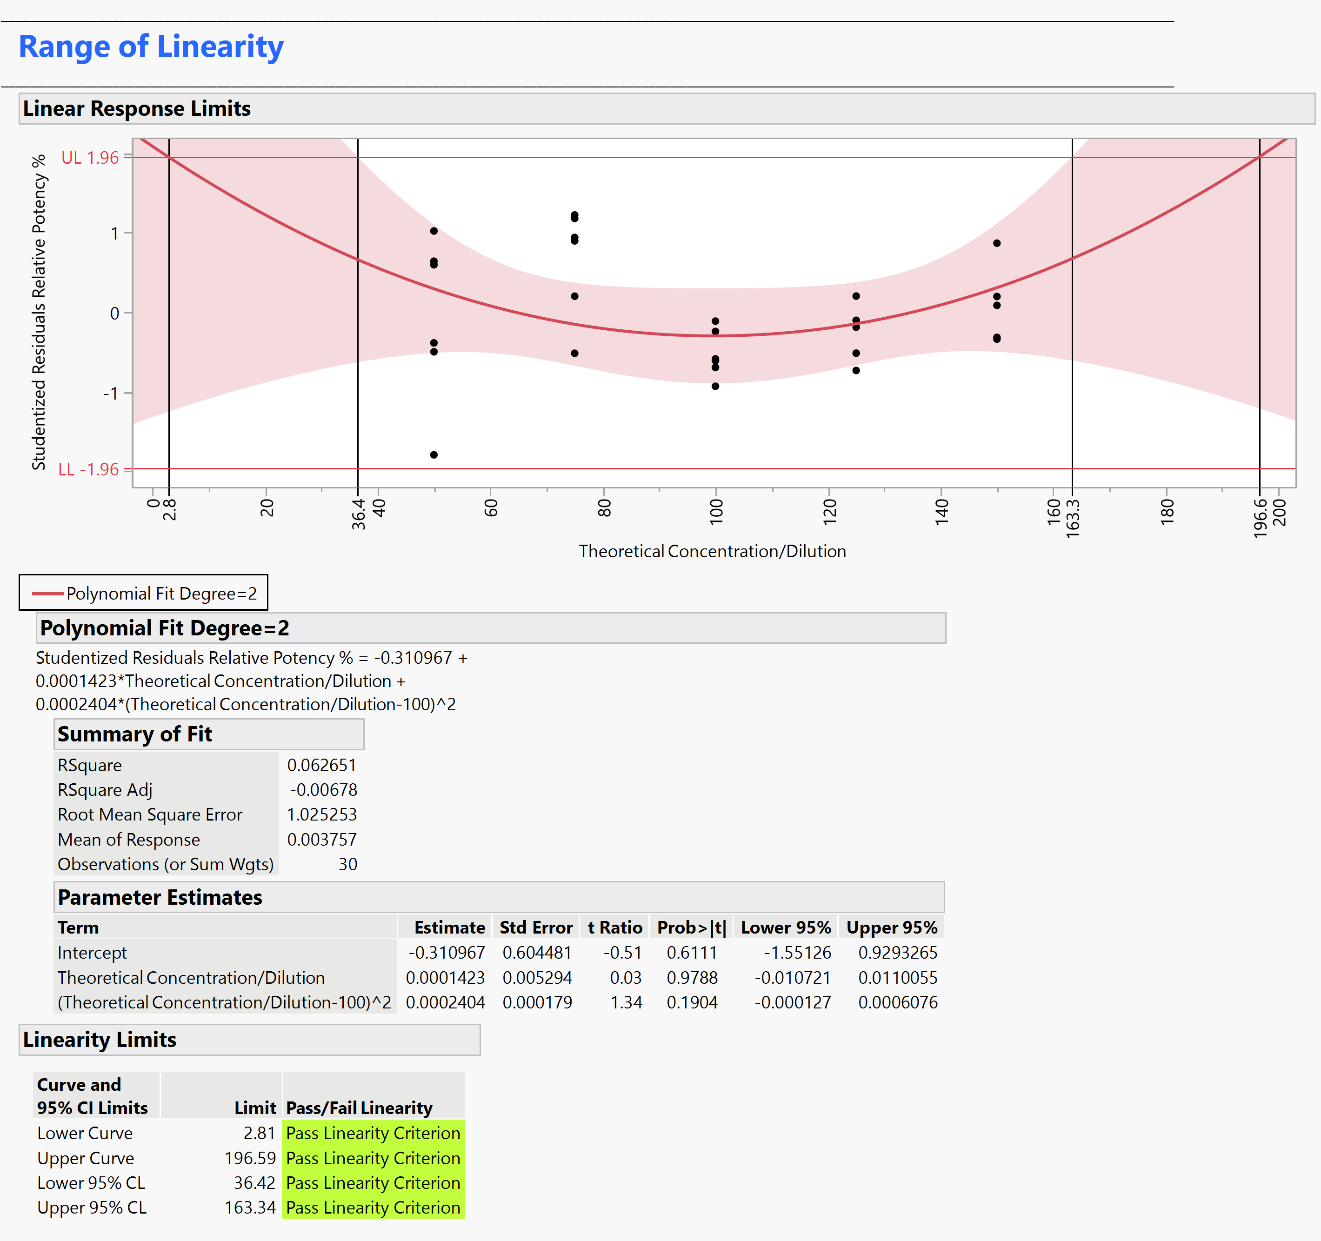 Range of Linearity
Linear Response Limits
Studentized Residuals Relative Potency %
UL 1.96
1
0
-1
LL -1.96
0
2.8
20
36.4
40
60
80
100
120
140
160
163.3
180
196.6
200
Theoretical Concentration/Dilution
Polynomial Fit Degree=2
Polynomial Fit Degree=2
Studentized Residuals Relative Potency % = -0.310967 +
0.0001423*Theoretical Concentration/Dilution +
0.0002404*(Theoretical Concentration/Dilution-100)^2
Summary of Fit
RSquare 0.062651
RSquare Adj -0.00678
Root Mean Square Error 1.025253
Mean of Response 0.003757
Observations (or Sum Wgts) 30
Parameter Estimates
Term Estimate Std Error t Ratio Prob>|t| Lower 95% Upper 95%
Intercept -0.310967 0.604481 -0.51 0.6111 -1.55126 0.9293265
Theoretical Concentration/Dilution 0.0001423 0.005294 0.03 0.9788 -0.010721 0.0110055
(Theoretical Concentration/Dilution-100)^2 0.0002404 0.000179 1.34 0.1904 -0.000127 0.0006076
Linearity Limits
Curve and
95% CI Limits Limit Pass/Fail Linearity
Lower Curve 2.81 Pass Linearity Criterion
Upper Curve 196.59 Pass Linearity Criterion
Lower 95% CL 36.42 Pass Linearity Criterion
Upper 95% CL 163.34 Pass Linearity Criterion